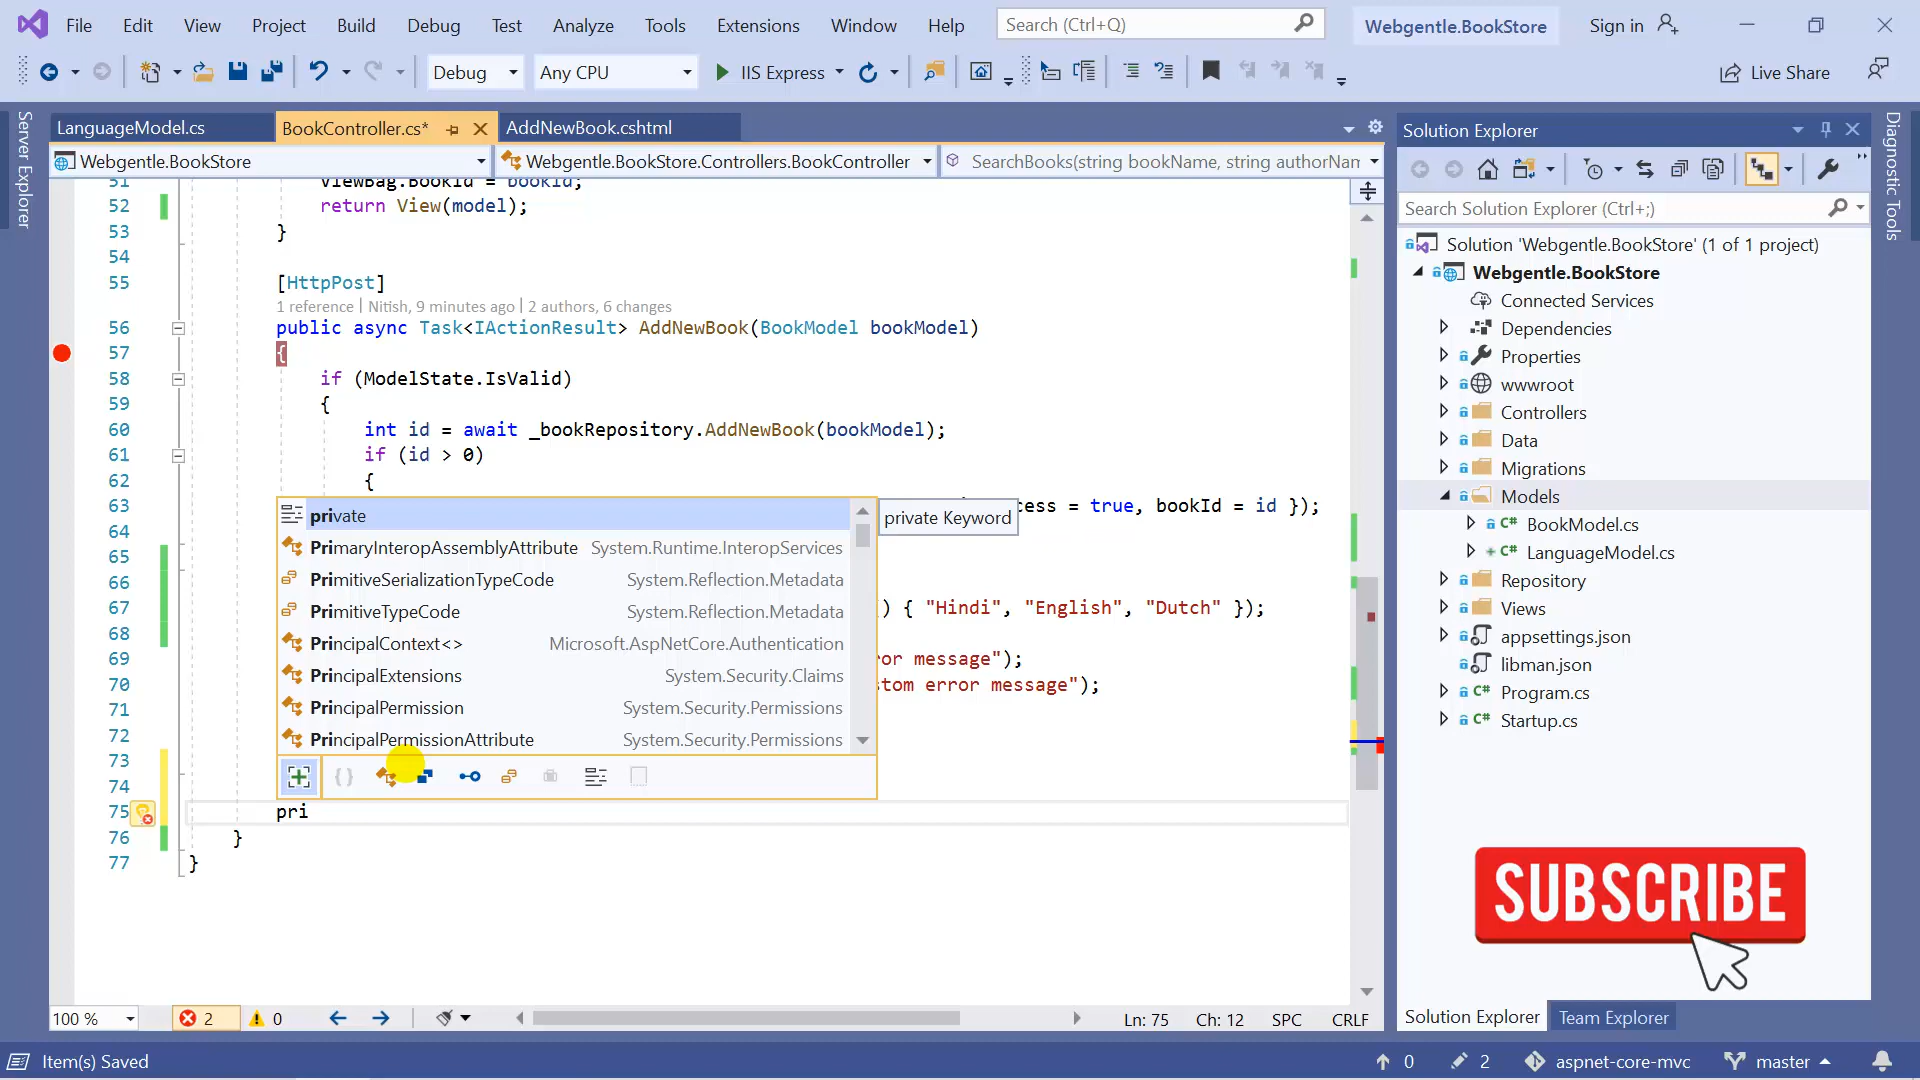 File Edit View Project Build Debug Test Analyze Tools Extensions Window Help Search (Ctrl+Q) Webgentle.BookStore Sign in
Debug Any CPU IIS Express Live Share
Server Explorer
LanguageModel.cs BookController.cs* AddNewBook.cshtml
Webgentle.BookStore Webgentle.BookStore.Controllers.BookController SearchBooks(string bookName, string authorNam
51 ViewBag.BookId = bookId;
52 return View(model);
53 }
54
55 [HttpPost]
1 reference | Nitish, 9 minutes ago | 2 authors, 6 changes
56 public async Task<IActionResult> AddNewBook(BookModel bookModel)
57 {
58 if (ModelState.IsValid)
59 {
60 int id = await _bookRepository.AddNewBook(bookModel);
61 if (id > 0)
62 {
63 cess = true, bookId = id });
64
65
66
67 ) { "Hindi", "English", "Dutch" });
68
69 or message");
70 tom error message");
71
72
73
74
75 pri
76 }
77 }
private
PrimaryInteropAssemblyAttribute System.Runtime.InteropServices
PrimitiveSerializationTypeCode System.Reflection.Metadata
PrimitiveTypeCode System.Reflection.Metadata
PrincipalContext<> Microsoft.AspNetCore.Authentication
PrincipalExtensions System.Security.Claims
PrincipalPermission System.Security.Permissions
PrincipalPermissionAttribute System.Security.Permissions
private Keyword
100 % 2 0 Ln: 75 Ch: 12 SPC CRLF
Solution Explorer
Search Solution Explorer (Ctrl+;)
Solution 'Webgentle.BookStore' (1 of 1 project)
Webgentle.BookStore
Connected Services
Dependencies
Properties
wwwroot
Controllers
Data
Migrations
Models
BookModel.cs
LanguageModel.cs
Repository
Views
appsettings.json
libman.json
Program.cs
Startup.cs
SUBSCRIBE
Solution Explorer Team Explorer
Diagnostic Tools
Item(s) Saved 0 2 aspnet-core-mvc master